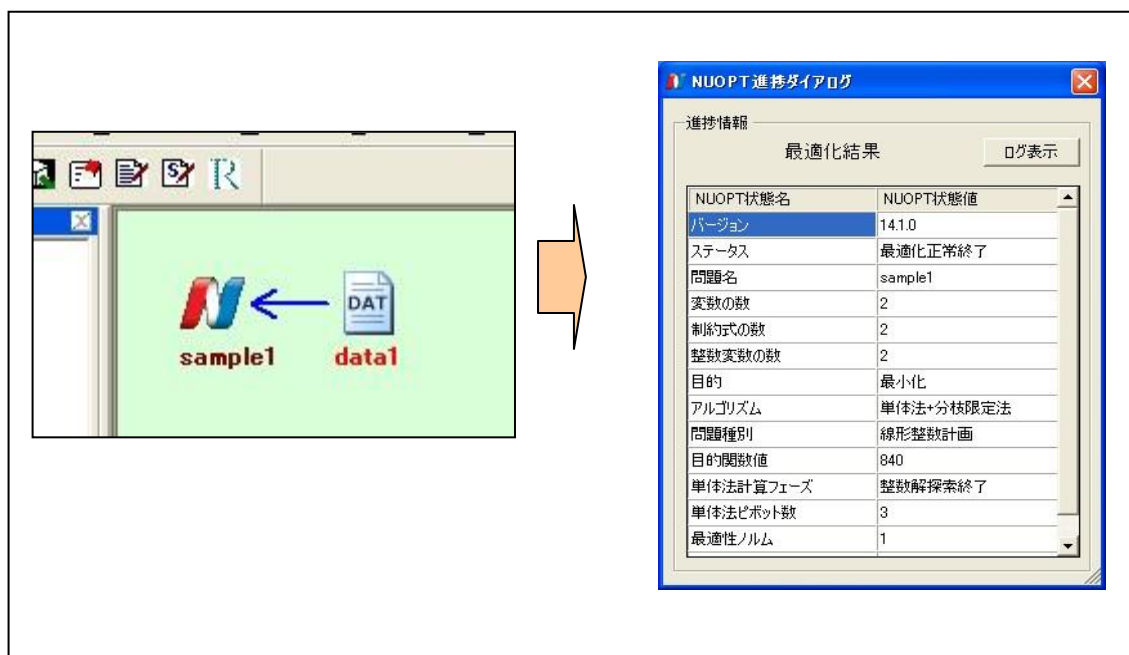 DAT
sample1
data1
NUOPT進捗ダイアログ
進捗情報
最適化結果
ログ表示
NUOPT状態名 NUOPT状態値
バージョン 14.1.0
ステータス 最適化正常終了
問題名 sample1
変数の数 2
制約式の数 2
整数変数の数 2
目的 最小化
アルゴリズム 単体法+分枝限定法
問題種別 線形整数計画
目的関数値 840
単体法計算フェーズ 整数解探索終了
単体法ピボット数 3
最適性ノルム 1